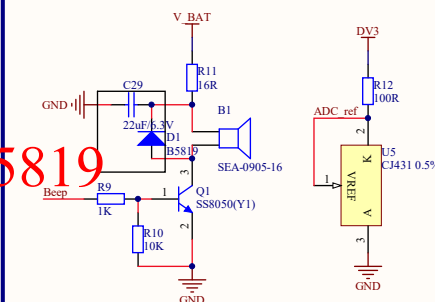 V_BAT
DV3
R11
16R
C29
GND
22uF/6.3V
D1
B5819
B1
SEA-0905-16
R12
100R
ADC_ref
2
K
U5
CJ431 0.5%
1
VREF
A
3
GND
5819
Beep
R9
1K
1
3
Q1
SS8050(Y1)
2
R10
10K
GND